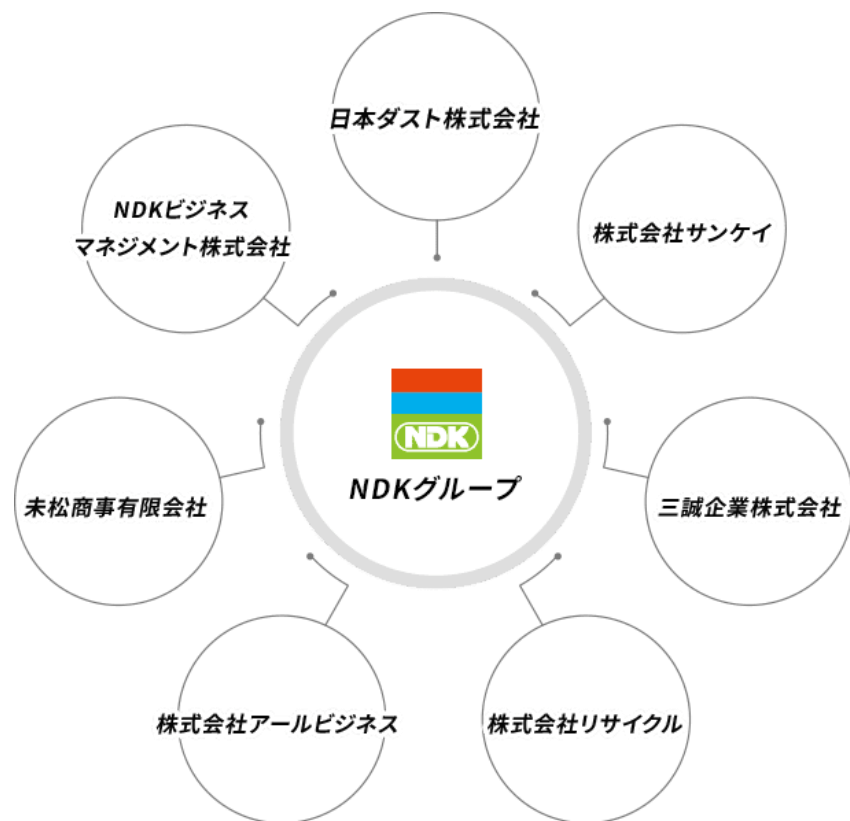 日本ダスト株式会社
NDKビジネス
マネジメント株式会社
株式会社サンケイ
NDK
NDKグループ
未松商事有限会社
三誠企業株式会社
株式会社アールビジネス
株式会社リサイクル